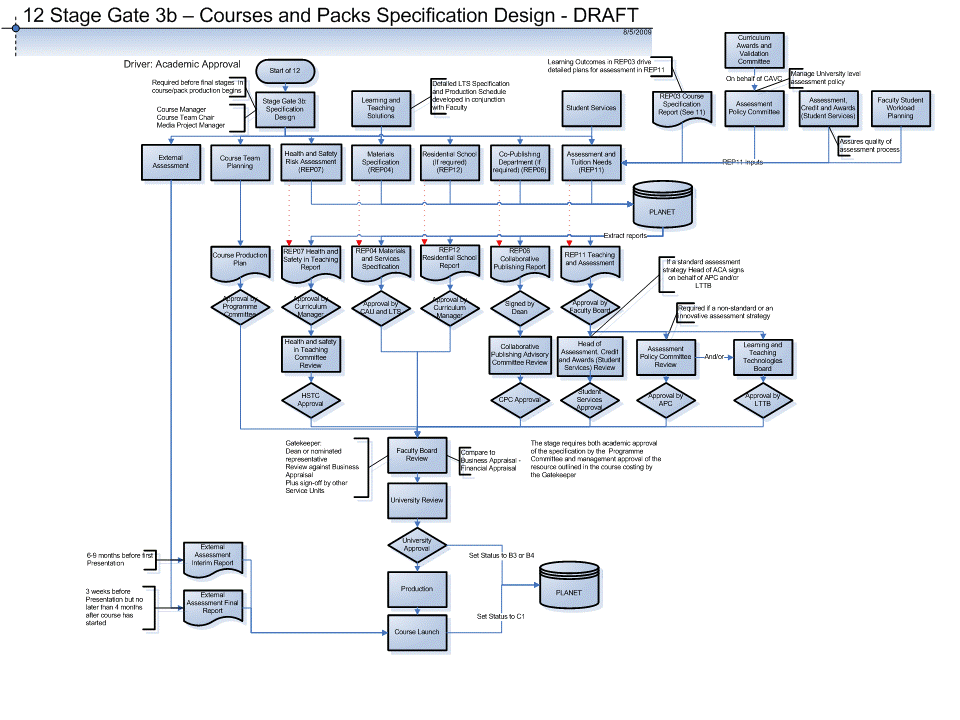 12 Stage Gate 3b – Courses and Packs Specification Design - DRAFT
8/5/2009
Driver: Academic Approval
Start of 12
Required before final stages in
course/pack production begins
Course Manager
Course Team Chair
Media Project Manager
Stage Gate 3b:
Specification
Design
Learning and
Teaching
Solutions
Detailed LTS Specification
and Production Schedule
developed in conjunction
with Faculty
Student Services
Learning Outcomes in REP03 drive
detailed plans for assessment in REP11
REP03 Course
Specification
Report (See 11)
Curriculum
Awards and
Validation
Committee
On behalf of CAVC
Manage University level
assessment policy
Assessment
Policy Committee
Assessment,
Credit and Awards
(Student Services)
Faculty Student
Workload
Planning
Assures quality of
assessment process
REP11 inputs
External
Assessment
Course Team
Planning
Health and Safety
Risk Assessment
(REP07)
Materials
Specification
(REP04)
Residential School
(if required)
(REP12)
Co-Publishing
Department (if
required) (REP06)
Assessment and
Tuition Needs
(REP11)
PLANET
Extract reports
Course Production
Plan
REP07 Health and
Safety in Teaching
Report
REP04 Materials
and Services
Specification
REP12
Residential School
Report
REP06
Collaborative
Publishing Report
REP11 Teaching
and Assessment
If a standard assessment
strategy Head of ACA signs
on behalf of APC and/or
LTTB
Approval by
Programme
Committee
Approval by
Curriculum
Manager
Approval by
CAU and LTS
Approval by
Curriculum
Manager
Signed by
Dean
Approval by
Faculty Board
Required if a non-standard or an
innovative assessment strategy
Health and safety
in Teaching
Committee
Review
Collaborative
Publishing Advisory
Committee Review
Head of
Assessment, Credit
and Awards (Student
Services) Review
Assessment
Policy Committee
Review
And/or
Learning and
Teaching
Technologies
Board
HSTC
Approval
CPC Approval
Student
Services
Approval
Approval by
APC
Approval by
LTTB
Gatekeeper:
Dean or nominated
representative
Review against Business
Appraisal
Plus sign-off by other
Service Units
Faculty Board
Review
Compare to
Business Appraisal -
Financial Appraisal
The stage requires both academic approval
of the specification by the Programme
Committee and management approval of the
resource outlined in the course costing by
the Gatekeeper
University Review
University
Approval
Set Status to B3 or B4
6-9 months before first
Presentation
External
Assessment
Interim Report
Production
PLANET
3 weeks before
Presentation but no
later than 4 months
after course has
started
External
Assessment Final
Report
Set Status to C1
Course Launch